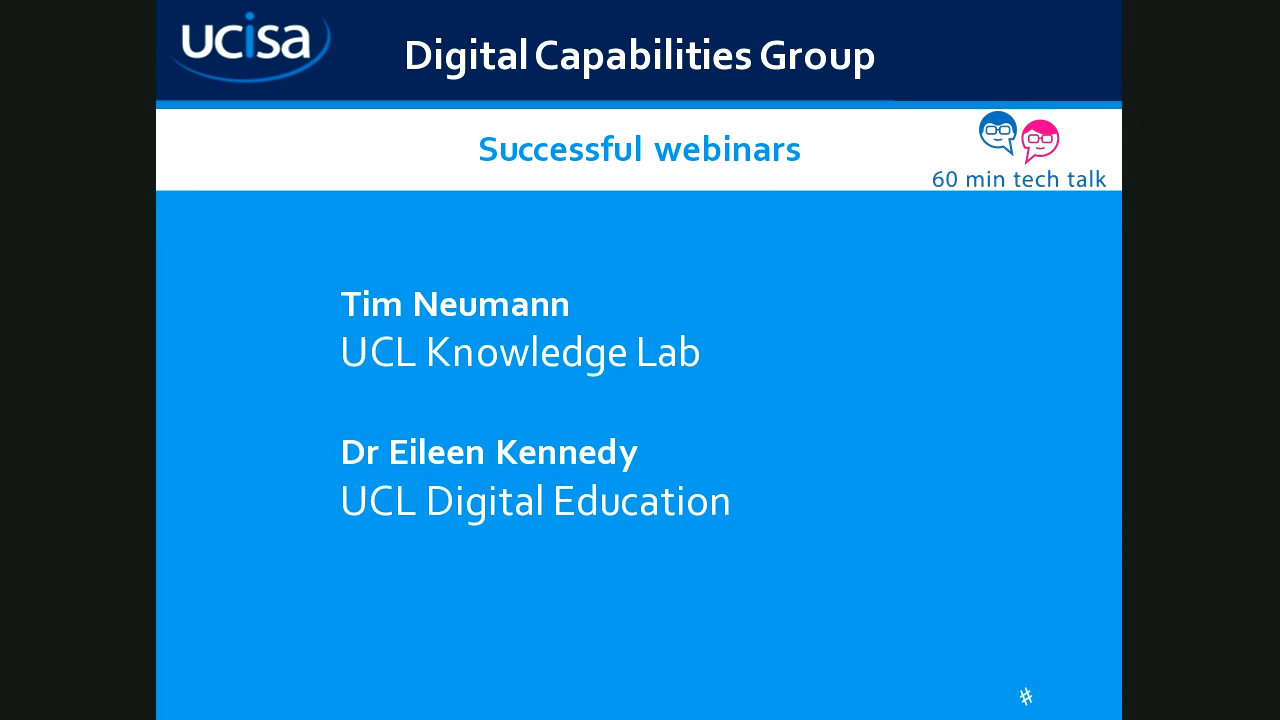 ucisa
Digital Capabilities Group
Successful webinars
60 min tech talk
Tim Neumann
UCL Knowledge Lab
Dr Eileen Kennedy
UCL Digital Education
#